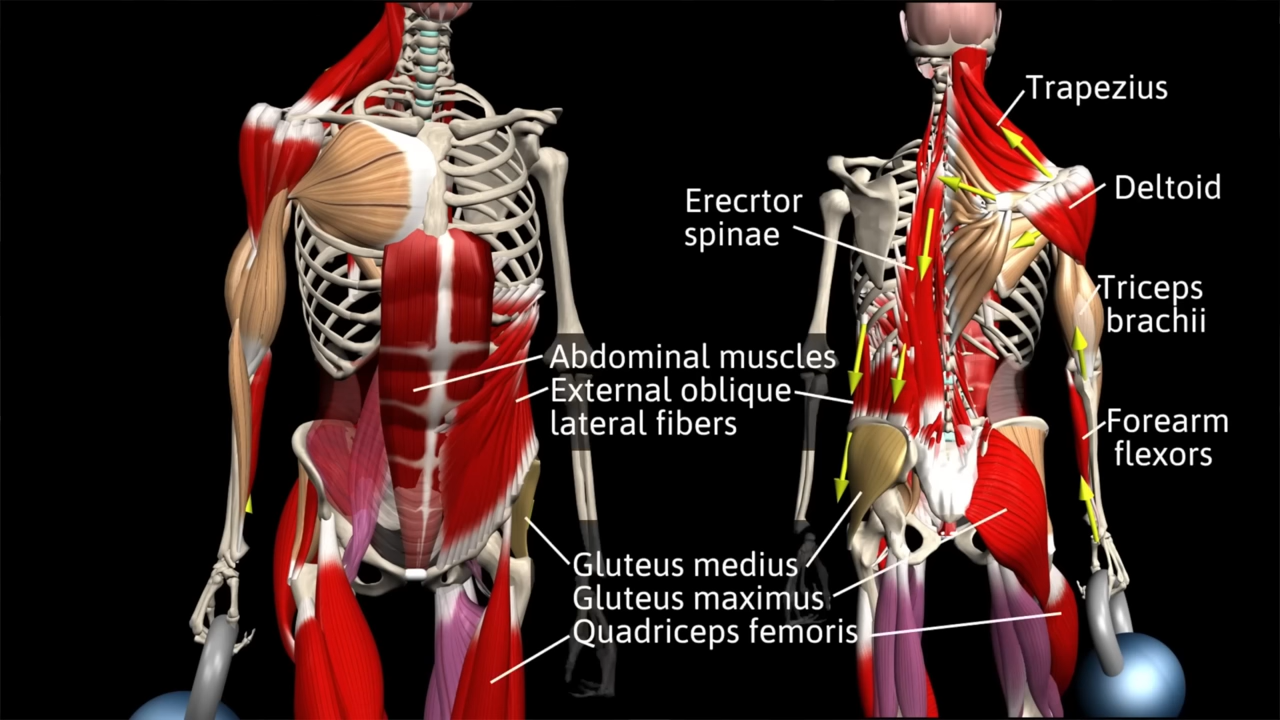 Trapezius
Deltoid
Erecrtor
spinae
Triceps
brachii
Abdominal muscles
External oblique
lateral fibers
Forearm
flexors
Gluteus medius
Gluteus maximus
Quadriceps femoris